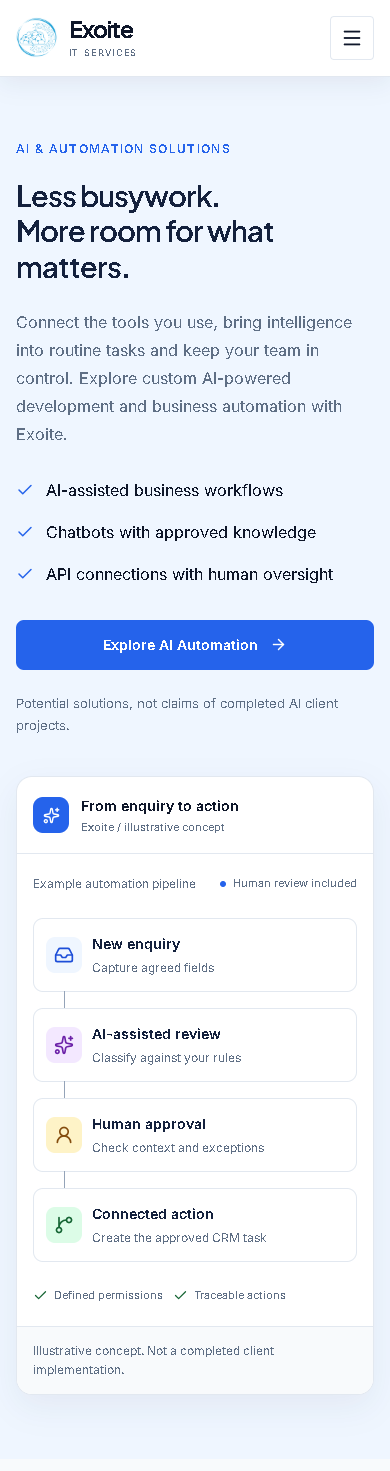 Exoite
IT SERVICES
AI & AUTOMATION SOLUTIONS
Less busywork.
More room for what
matters.
Connect the tools you use, bring intelligence
into routine tasks and keep your team in
control. Explore custom AI-powered
development and business automation with
Exoite.
AI-assisted business workflows
Chatbots with approved knowledge
API connections with human oversight
Explore AI Automation
Potential solutions, not claims of completed AI client
projects.
From enquiry to action
Exoite / illustrative concept
Example automation pipeline
Human review included
New enquiry
Capture agreed fields
AI-assisted review
Classify against your rules
Human approval
Check context and exceptions
Connected action
Create the approved CRM task
Defined permissions
Traceable actions
Illustrative concept. Not a completed client
implementation.